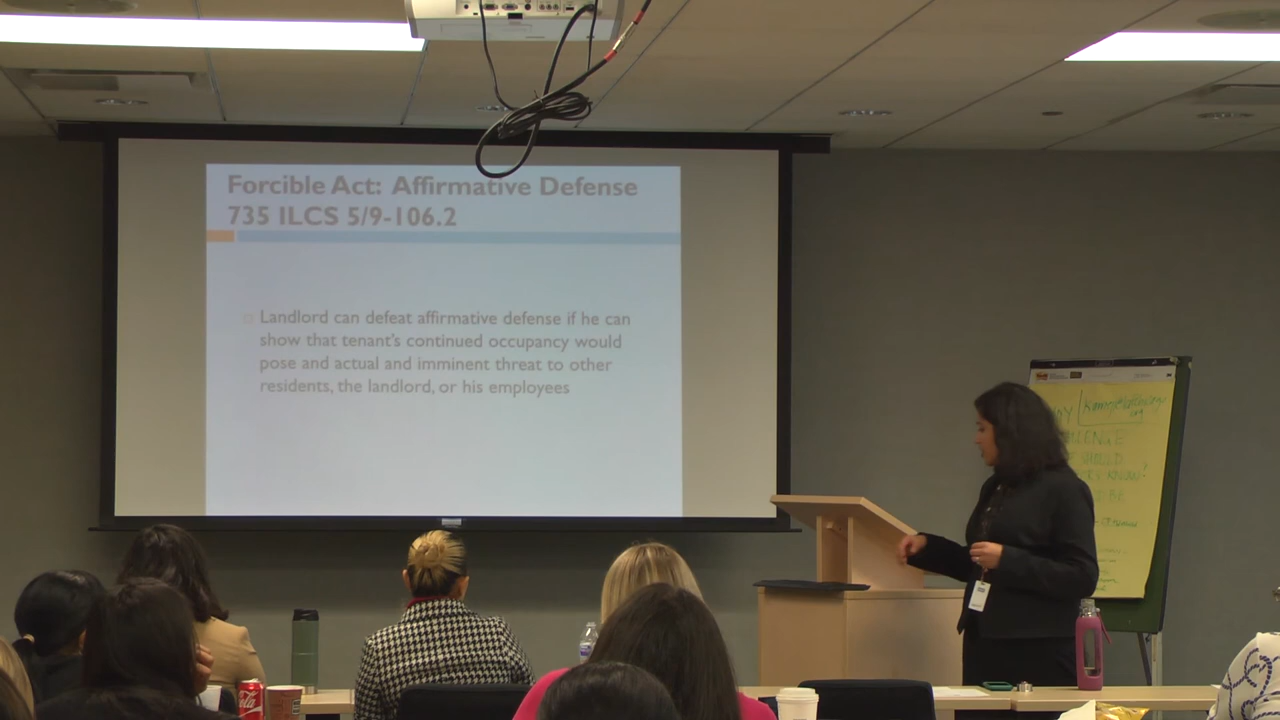 Forcible Act: Affirmative Defense
735 ILCS 5/9-106.2
Landlord can defeat affirmative defense if he can
show that tenant's continued occupancy would
pose and actual and imminent threat to other
residents, the landlord, or his employees
SHOULD